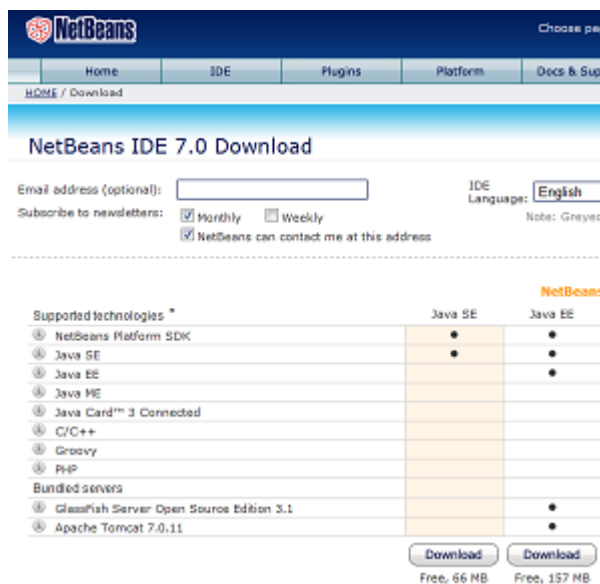 NetBeans
Choose pa
Home IDE Plugins Platform Docs & Sup
HOME / Download
NetBeans IDE 7.0 Download
Email address (optional): IDE Language: English
Subscribe to newsletters: Monthly Weekly Note: Greyed
NetBeans can contact me at this address
NetBeans
Supported technologies * Java SE Java EE
NetBeans Platform SDK
Java SE
Java EE
Java ME
Java Card™ 3 Connected
C/C++
Groovy
PHP
Bundled servers
GlassFish Server Open Source Edition 3.1
Apache Tomcat 7.0.11
Download Download
Free, 66 MB Free, 157 MB